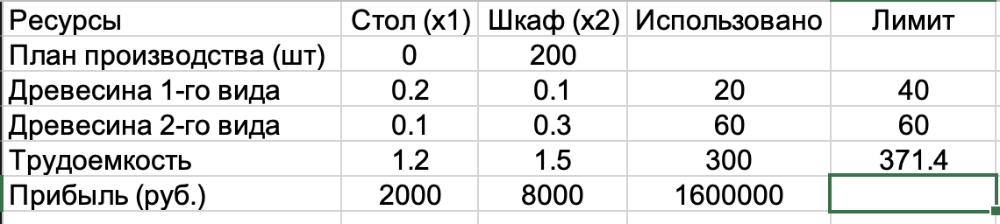 Ресурсы Стол (x1) Шкаф (x2) Использовано Лимит
План производства (шт) 0 200
Древесина 1-го вида 0.2 0.1 20 40
Древесина 2-го вида 0.1 0.3 60 60
Трудоемкость 1.2 1.5 300 371.4
Прибыль (руб.) 2000 8000 1600000